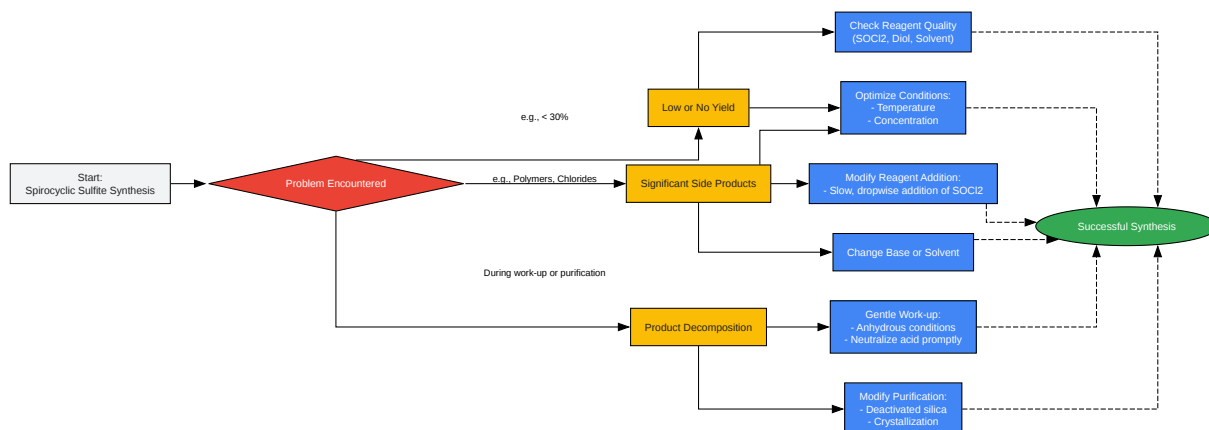 Check Reagent Quality
(SOCl2, Diol, Solvent)
Low or No Yield
Optimize Conditions:
- Temperature
- Concentration
e.g., < 30%
Start:
Spirocyclic Sulfite Synthesis
Problem Encountered
e.g., Polymers, Chlorides
Significant Side Products
Modify Reagent Addition:
- Slow, dropwise addition of SOCl2
Successful Synthesis
Change Base or Solvent
During work-up or purification
Product Decomposition
Gentle Work-up:
- Anhydrous conditions
- Neutralize acid promptly
Modify Purification:
- Deactivated silica
- Crystallization